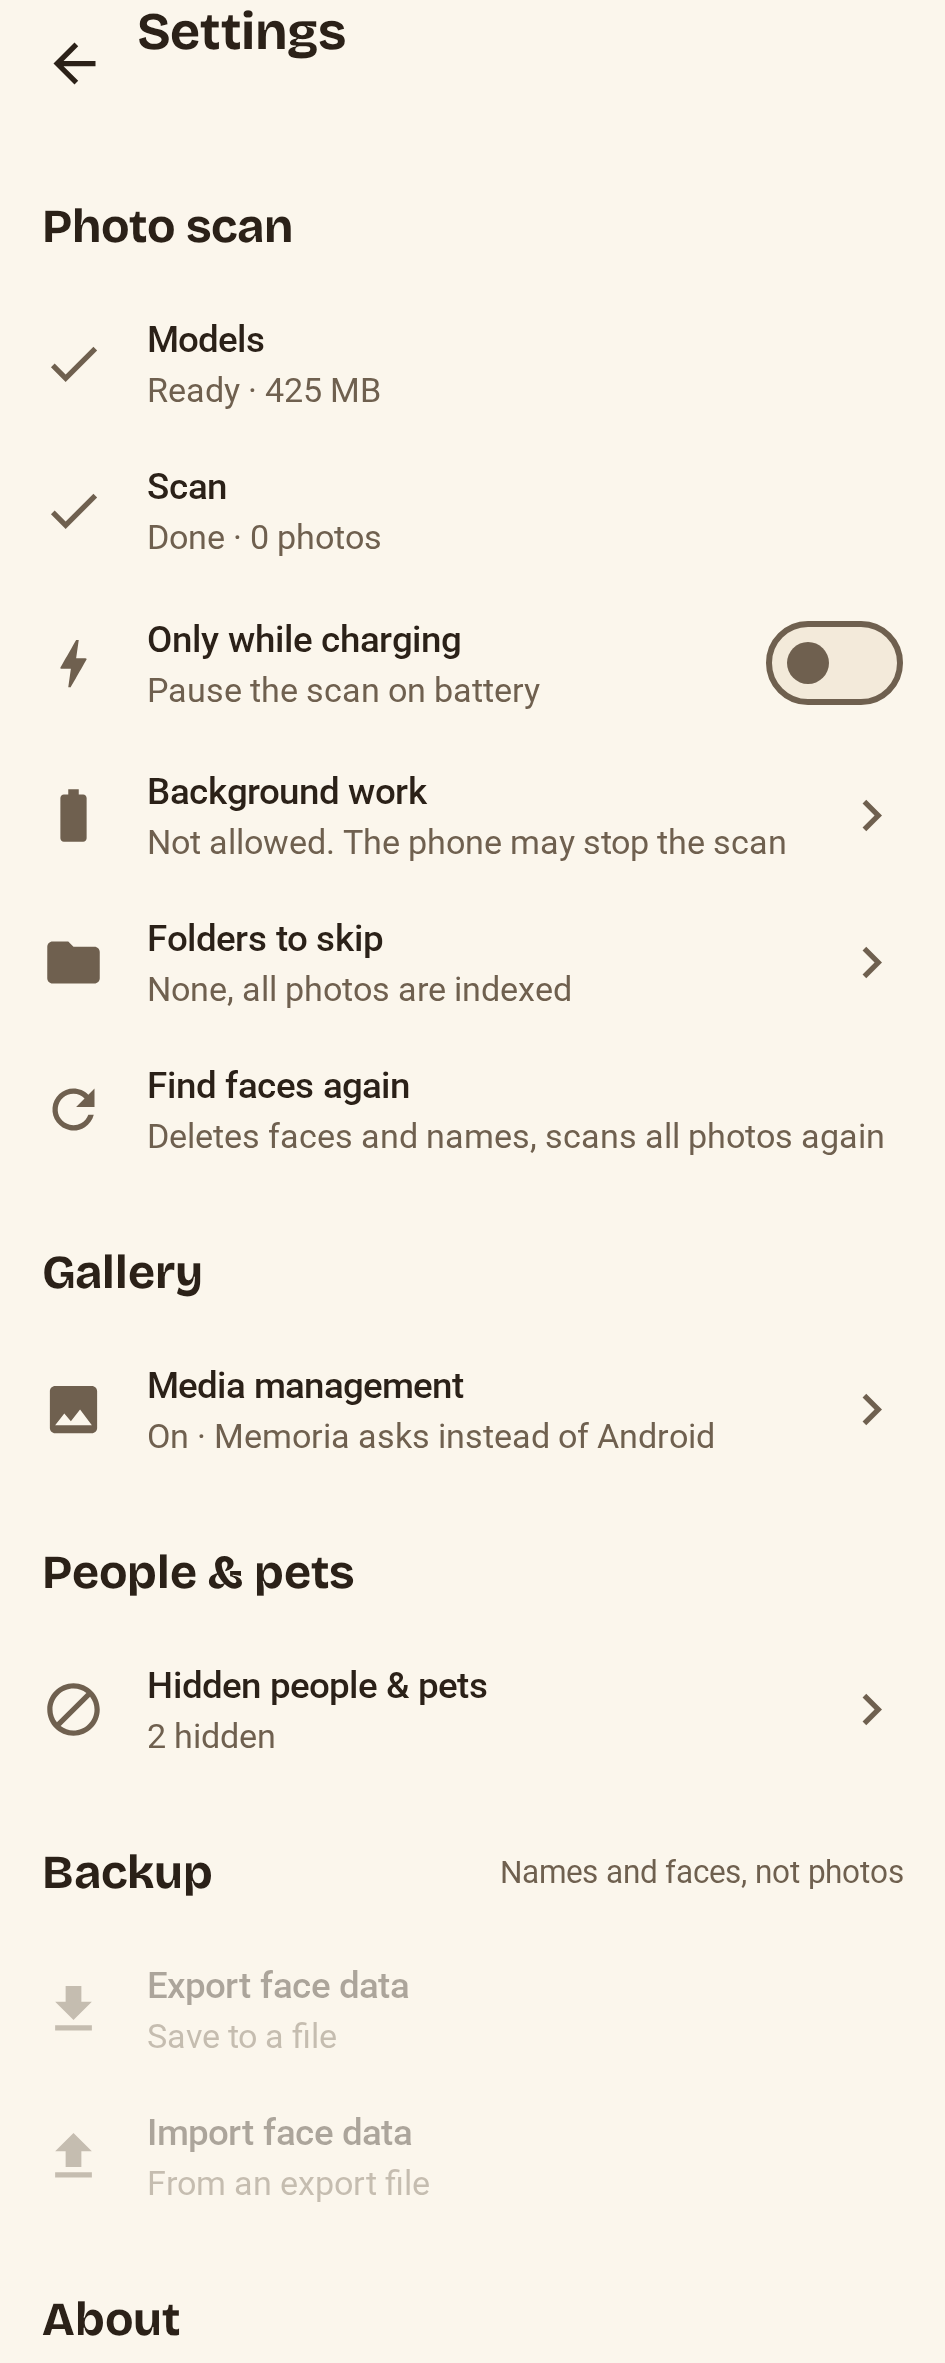 Settings
Photo scan
Models
Ready · 425 MB
Scan
Done · 0 photos
Only while charging
Pause the scan on battery
Background work
Not allowed. The phone may stop the scan
Folders to skip
None, all photos are indexed
Find faces again
Deletes faces and names, scans all photos again
Gallery
Media management
On · Memoria asks instead of Android
People & pets
Hidden people & pets
2 hidden
Backup
Names and faces, not photos
Export face data
Save to a file
Import face data
From an export file
About